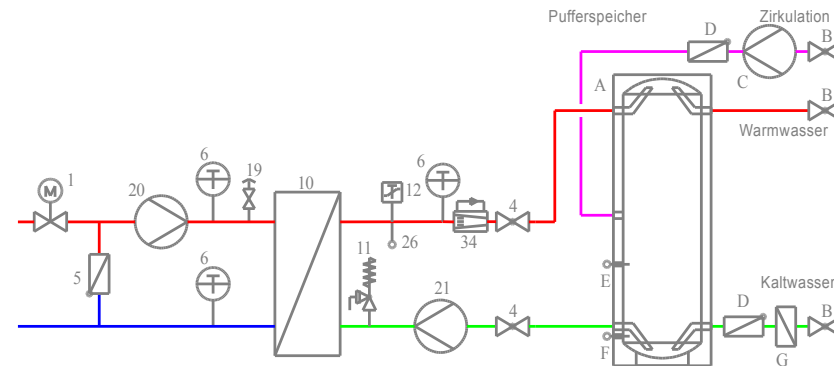 Pufferspeicher
D
Zirkulation
B
C
A
B
Warmwasser
1
M
20
6
T
19
10
12
6
T
26
34
4
5
6
T
11
21
4
E
F
Kaltwasser
D
B
G